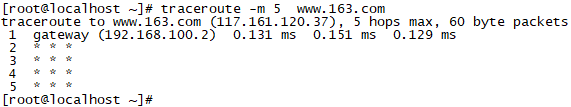 [root@localhost ~]# traceroute -m 5  www.163.com
traceroute to www.163.com (117.161.120.37), 5 hops max, 60 byte packets
 1  gateway (192.168.100.2)  0.131 ms  0.151 ms  0.129 ms
 2  * * *
 3  * * *
 4  * * *
 5  * * *
[root@localhost ~]#